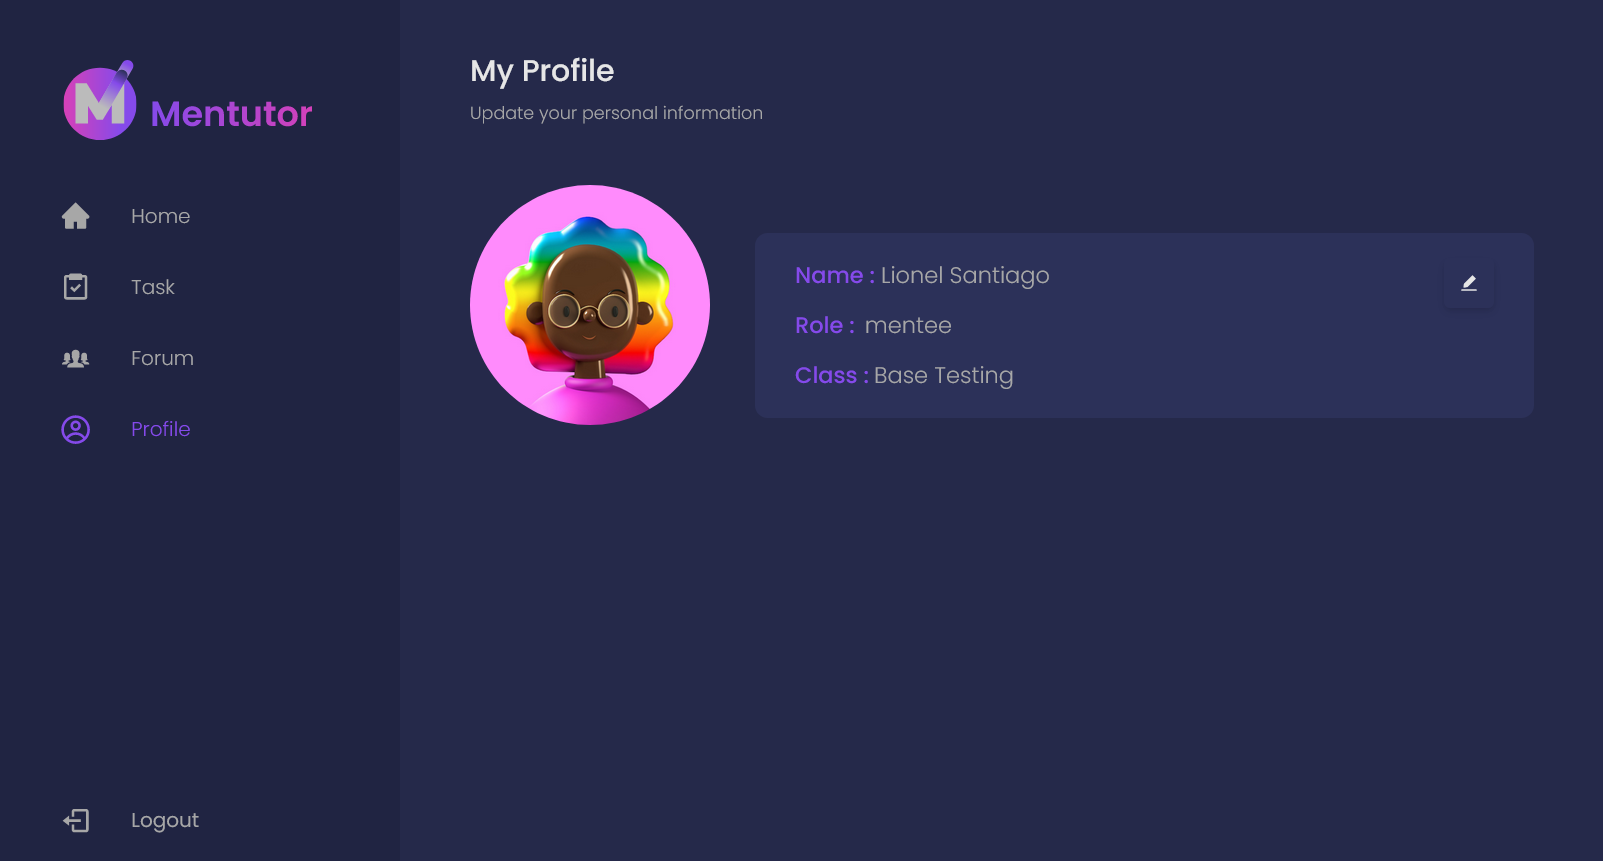 Mentutor
Home
Task
Forum
Profile
Logout
My Profile
Update your personal information
Name : Lionel Santiago
Role : mentee
Class : Base Testing